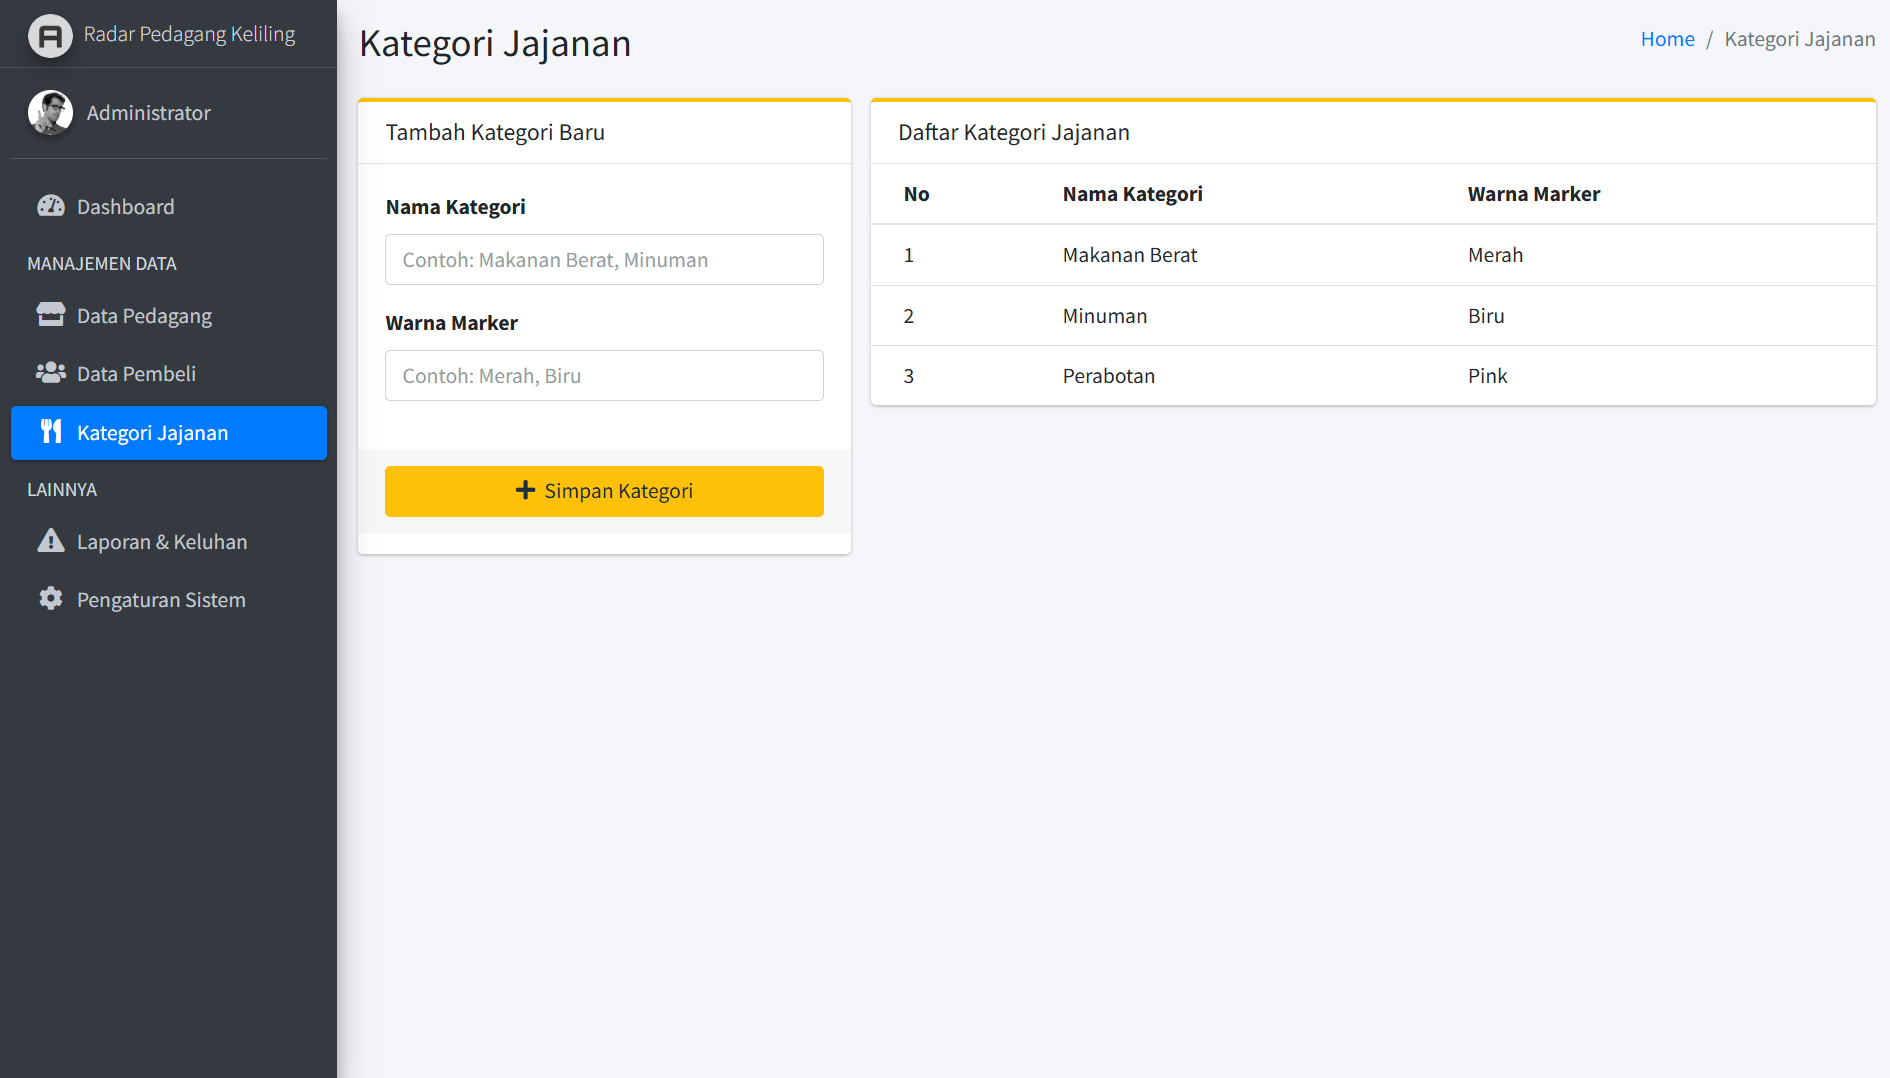 Radar Pedagang Keliling
Administrator
Dashboard
MANAJEMEN DATA
Data Pedagang
Data Pembeli
Kategori Jajanan
LAINNYA
Laporan & Keluhan
Pengaturan Sistem
Kategori Jajanan
Home / Kategori Jajanan
Tambah Kategori Baru
Nama Kategori
Contoh: Makanan Berat, Minuman
Warna Marker
Contoh: Merah, Biru
Simpan Kategori
Daftar Kategori Jajanan
No Nama Kategori Warna Marker
1 Makanan Berat Merah
2 Minuman Biru
3 Perabotan Pink